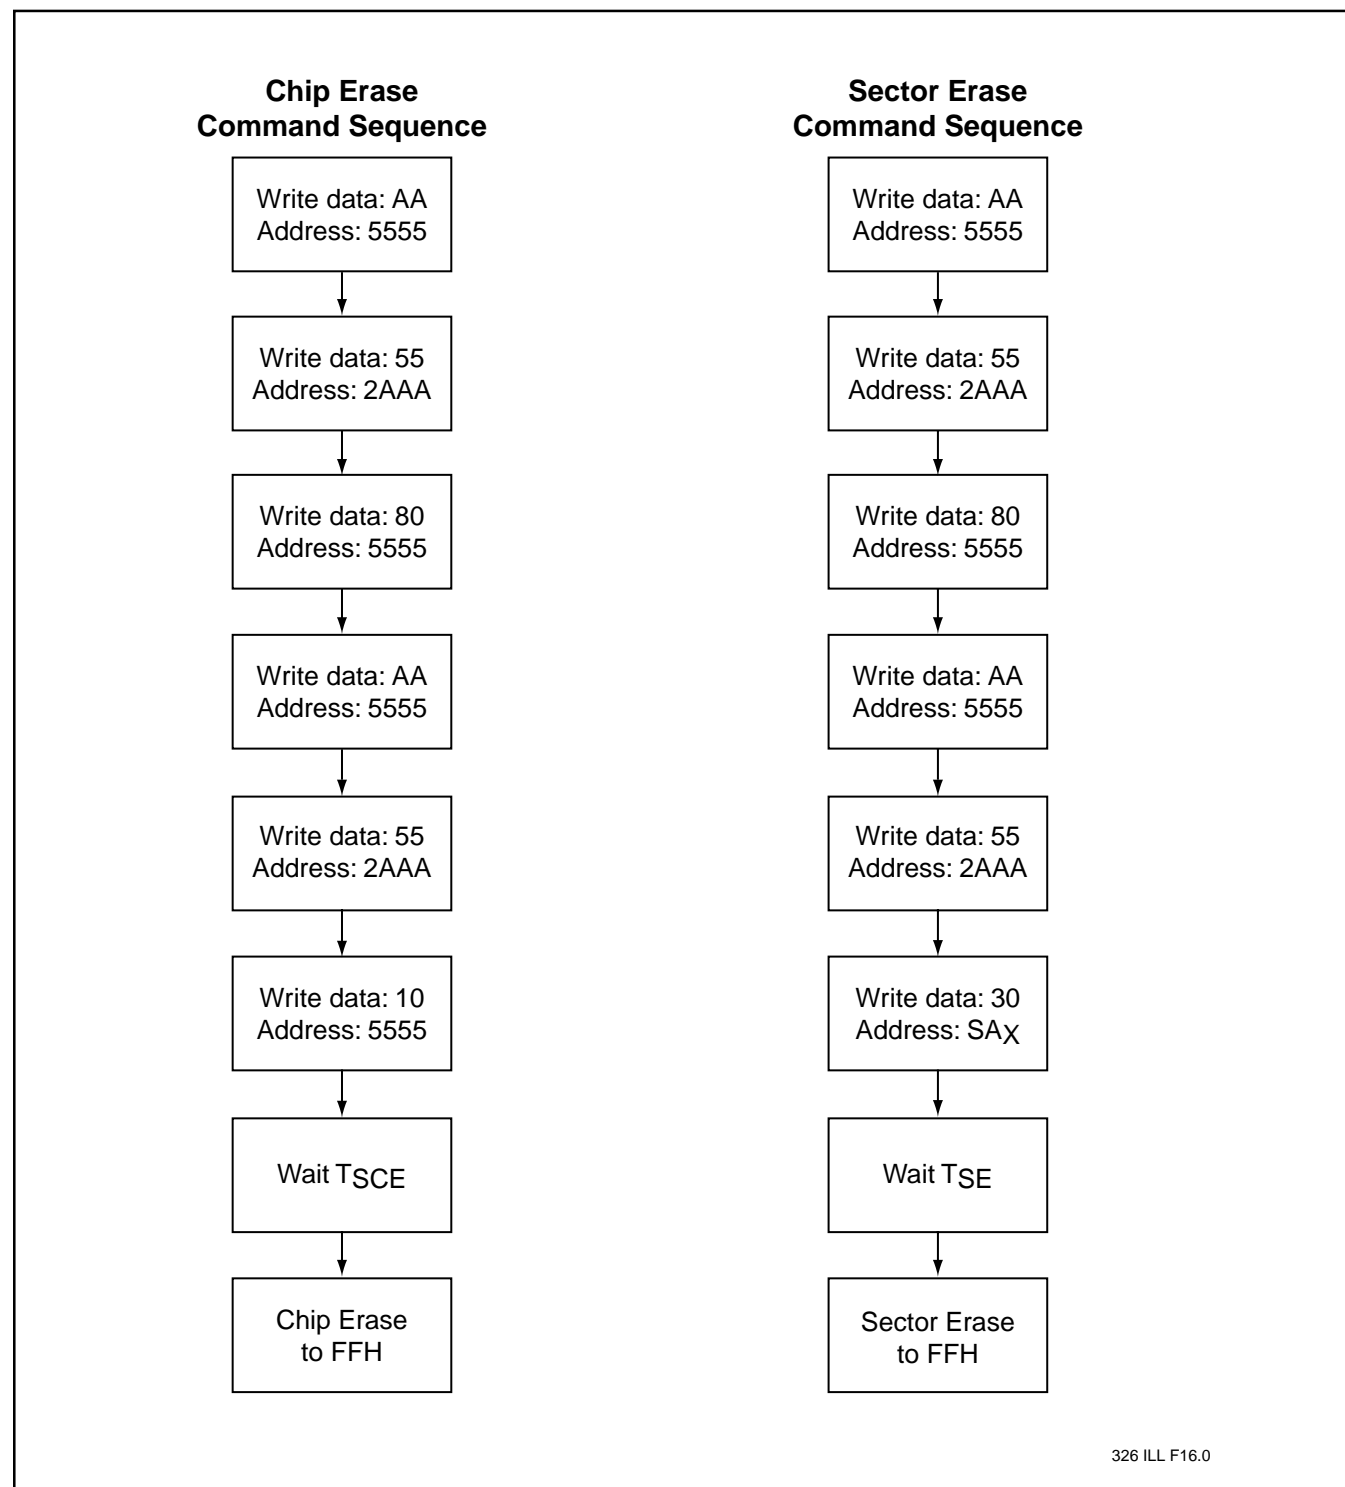 Chip Erase
Command Sequence
Write data: AA
Address: 5555
Write data: 55
Address: 2AAA
Write data: 80
Address: 5555
Write data: AA
Address: 5555
Write data: 55
Address: 2AAA
Write data: 10
Address: 5555
Wait TSCE
Chip Erase
to FFH
Sector Erase
Command Sequence
Write data: AA
Address: 5555
Write data: 55
Address: 2AAA
Write data: 80
Address: 5555
Write data: AA
Address: 5555
Write data: 55
Address: 2AAA
Write data: 30
Address: SAX
Wait TSE
Sector Erase
to FFH
326 ILL F16.0